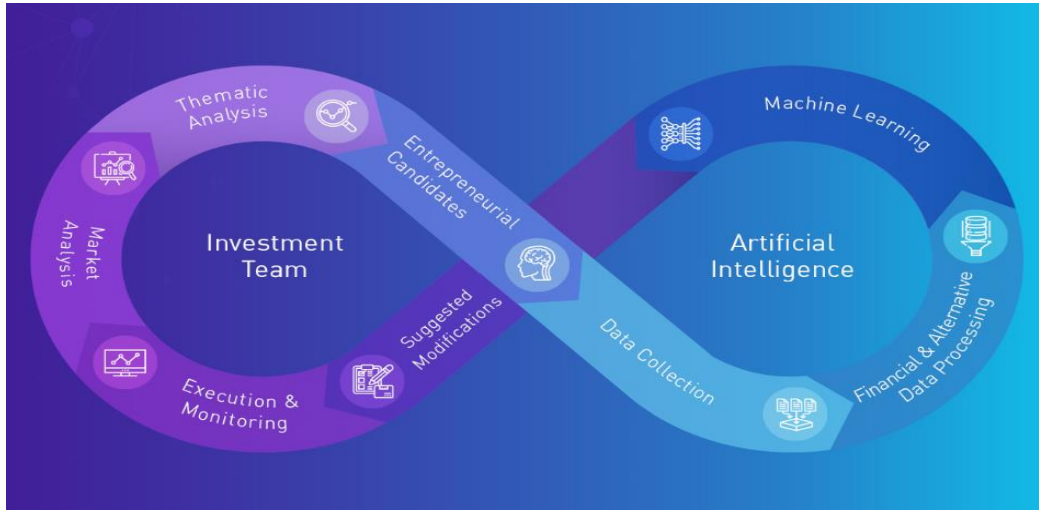 Thematic
Analysis
Entrepreneurial
Candidates
Machine Learning
Market
Analysis
Investment
Team
Artificial
Intelligence
Suggested
Modifications
Data Collection
Financial & Alternative
Data Processing
Execution &
Monitoring